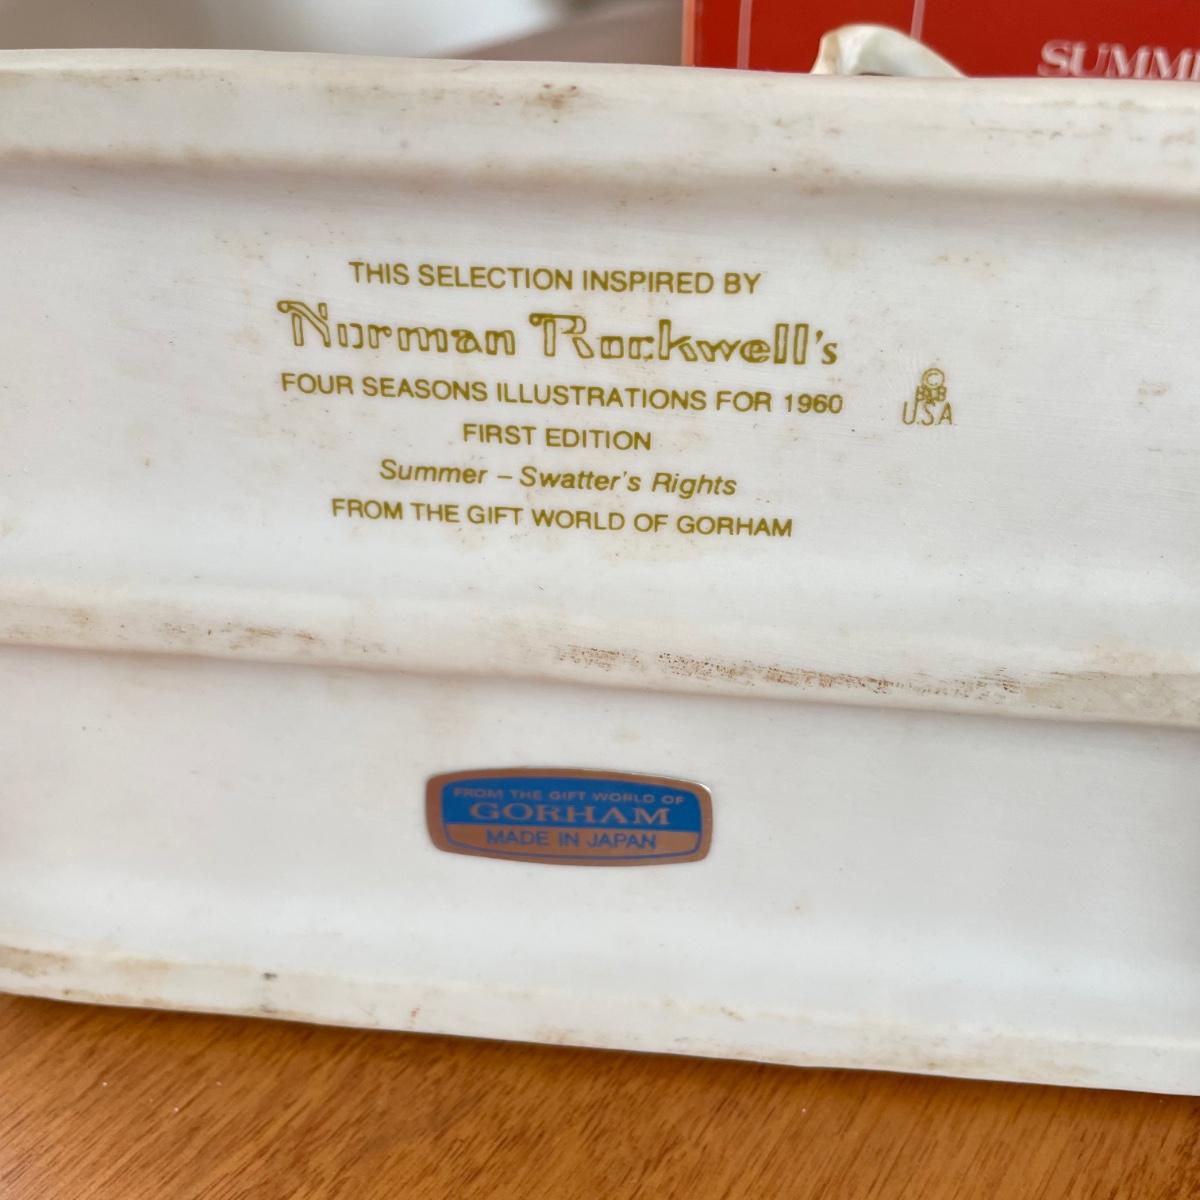 SUMME
THIS SELECTION INSPIRED BY
Norman Rockwell's
FOUR SEASONS ILLUSTRATIONS FOR 1960
FIRST EDITION
Summer – Swatter's Rights
FROM THE GIFT WORLD OF GORHAM
© B&B
U.S.A
FROM THE GIFT WORLD OF
GORHAM
MADE IN JAPAN